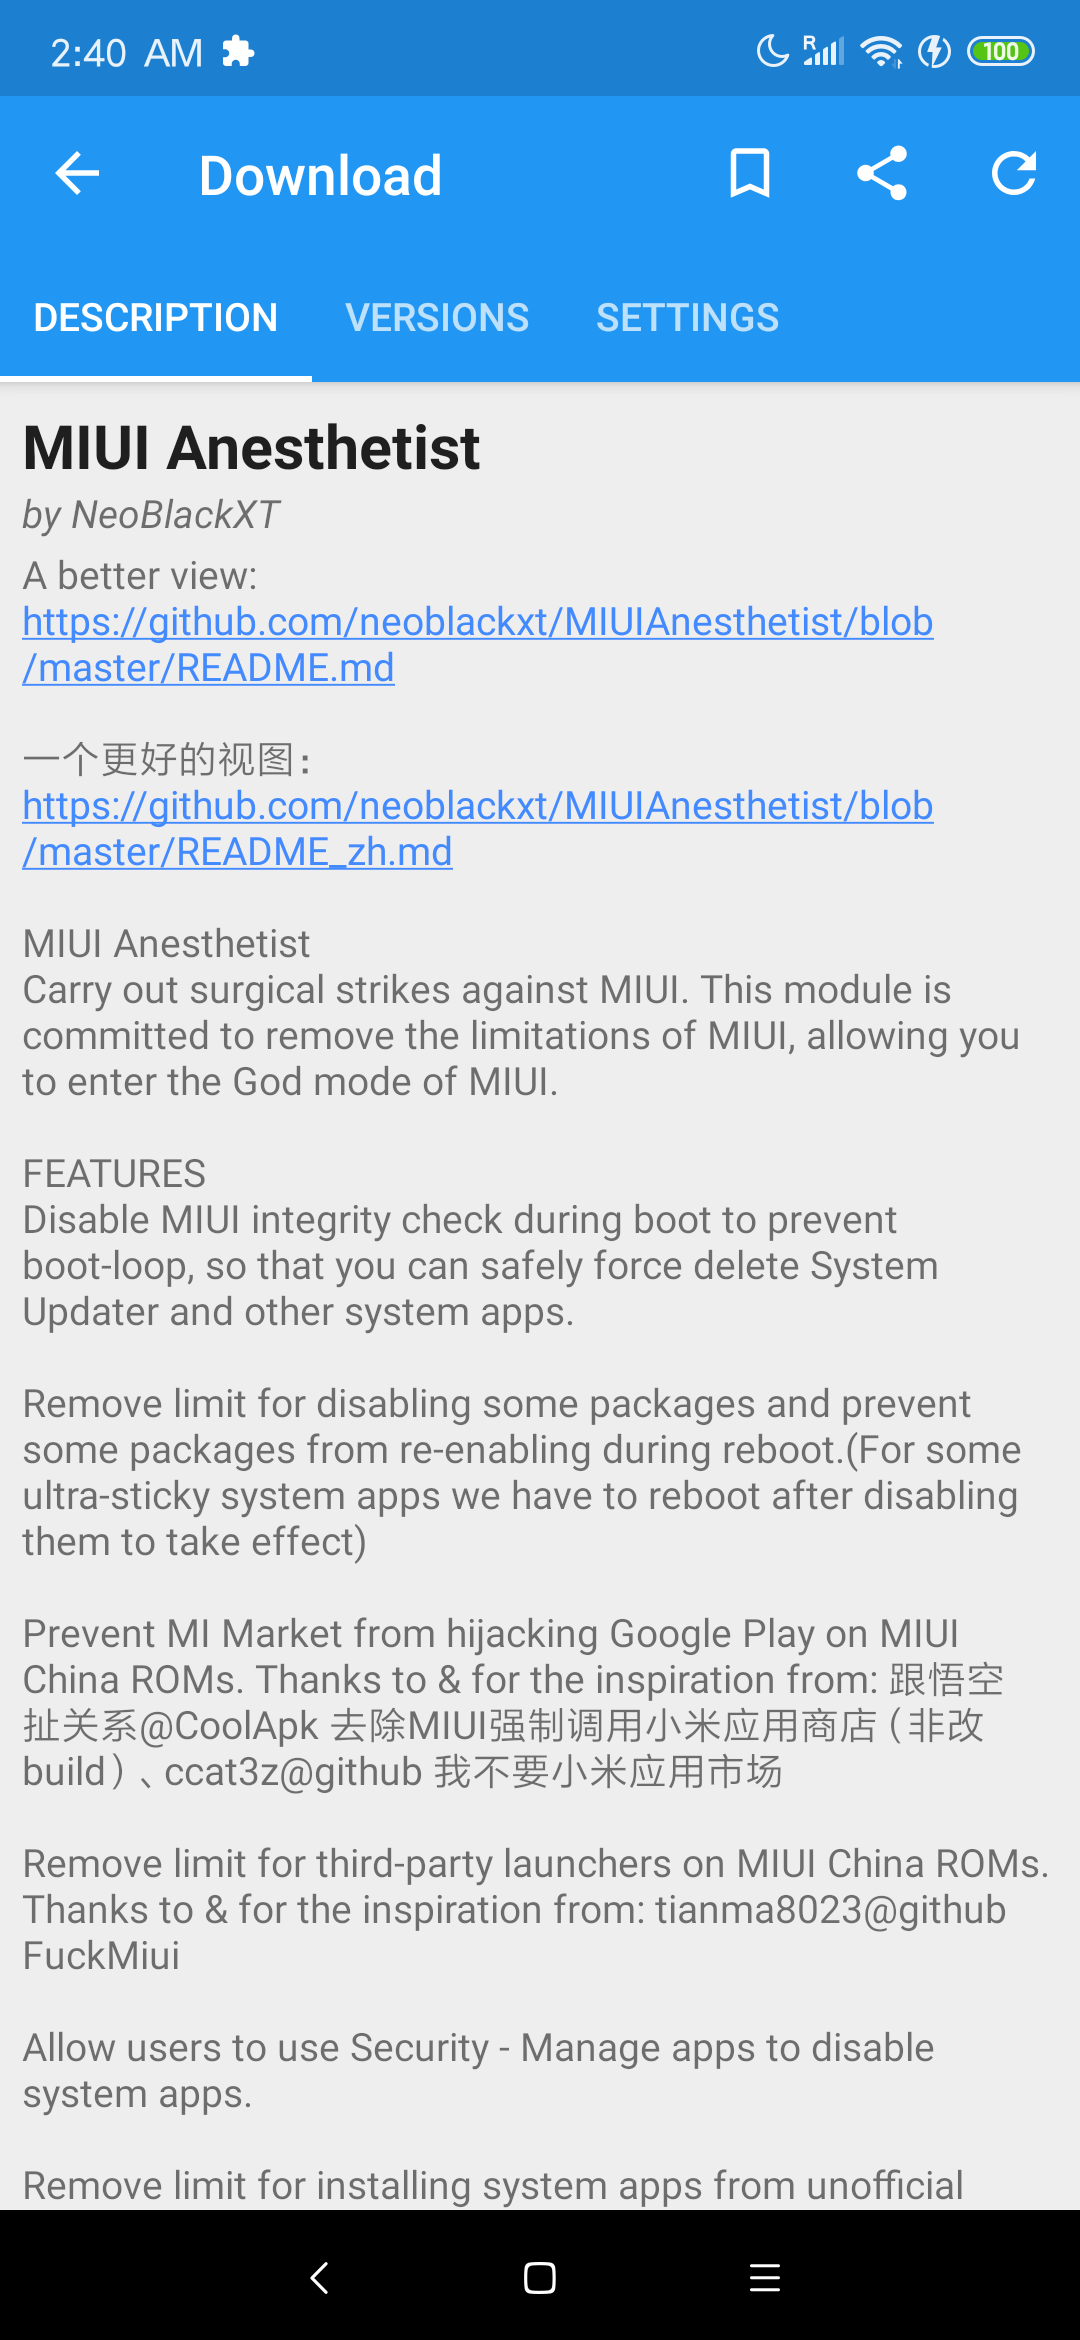 2:40 AM
R
100
Download
DESCRIPTION VERSIONS SETTINGS
MIUI Anesthetist
by NeoBlackXT
A better view:
https://github.com/neoblackxt/MIUIAnesthetist/blob
/master/README.md
一个更好的视图：
https://github.com/neoblackxt/MIUIAnesthetist/blob
/master/README_zh.md
MIUI Anesthetist
Carry out surgical strikes against MIUI. This module is
committed to remove the limitations of MIUI, allowing you
to enter the God mode of MIUI.
FEATURES
Disable MIUI integrity check during boot to prevent
boot-loop, so that you can safely force delete System
Updater and other system apps.
Remove limit for disabling some packages and prevent
some packages from re-enabling during reboot.(For some
ultra-sticky system apps we have to reboot after disabling
them to take effect)
Prevent MI Market from hijacking Google Play on MIUI
China ROMs. Thanks to & for the inspiration from: 跟悟空
扯关系@CoolApk 去除MIUI强制调用小米应用商店（非改
build）、ccat3z@github 我不要小米应用市场
Remove limit for third-party launchers on MIUI China ROMs.
Thanks to & for the inspiration from: tianma8023@github
FuckMiui
Allow users to use Security - Manage apps to disable
system apps.
Remove limit for installing system apps from unofficial